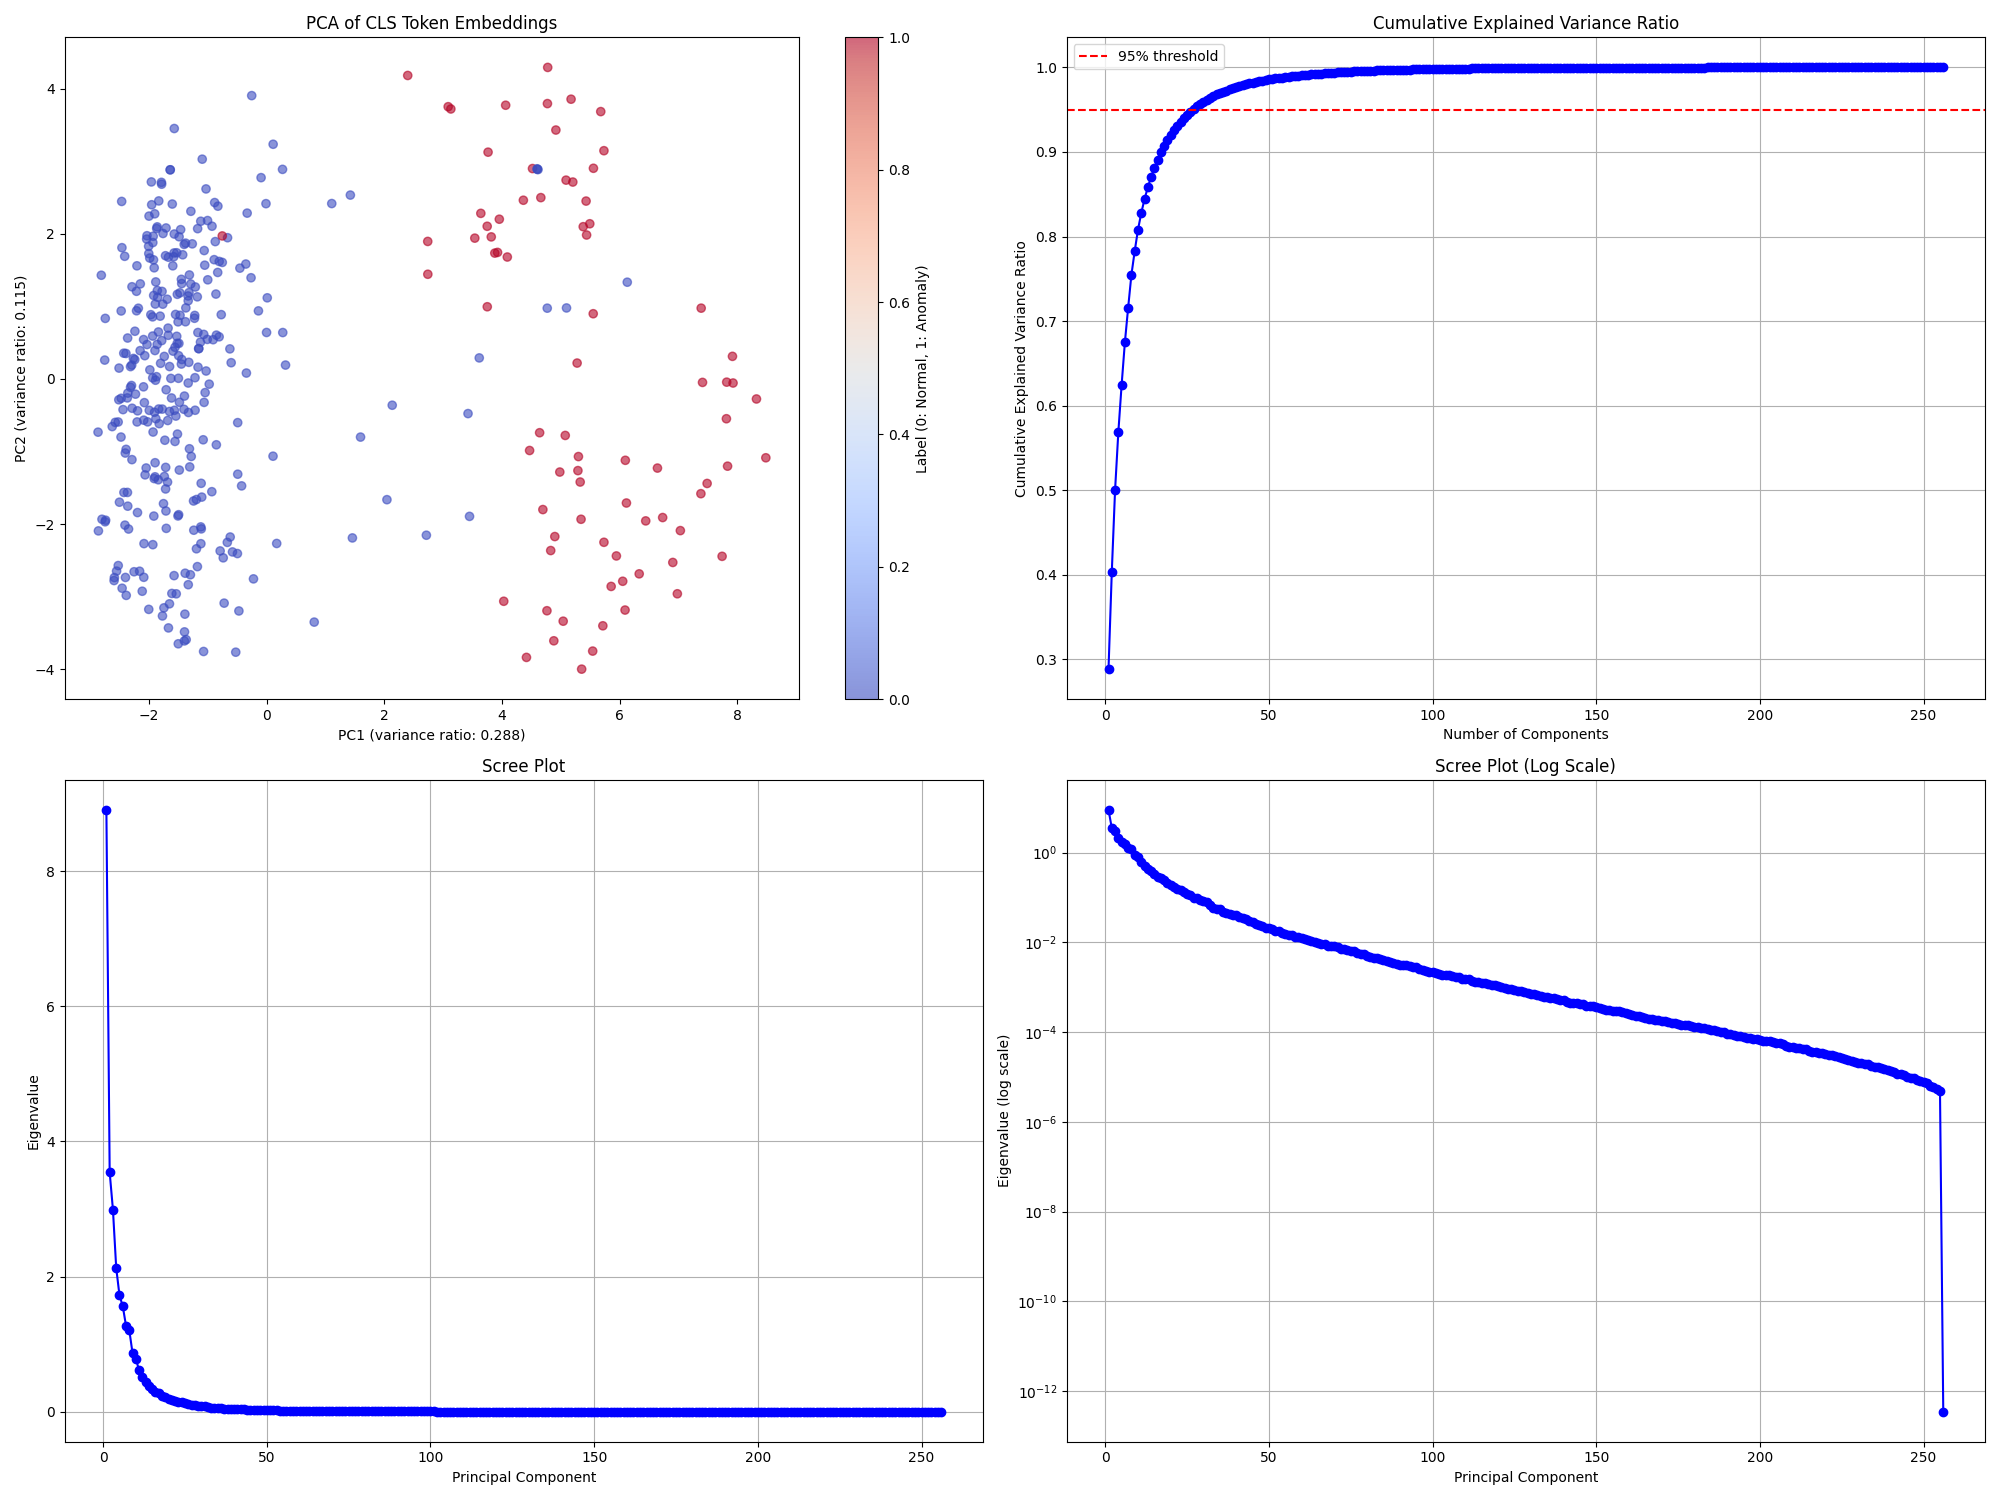 PCA of CLS Token Embeddings
4
2
0
−2
−4
PC2 (variance ratio: 0.115)
−2 0 2 4 6 8
PC1 (variance ratio: 0.288)
1.0
0.8
0.6
0.4
0.2
0.0
Label (0: Normal, 1: Anomaly)
Cumulative Explained Variance Ratio
95% threshold
1.0
0.9
0.8
0.7
0.6
0.5
0.4
0.3
Cumulative Explained Variance Ratio
0 50 100 150 200 250
Number of Components
Scree Plot
8
6
4
2
0
Eigenvalue
0 50 100 150 200 250
Principal Component
Scree Plot (Log Scale)
10⁰
10⁻²
10⁻⁴
10⁻⁶
10⁻⁸
10⁻¹⁰
10⁻¹²
Eigenvalue (log scale)
0 50 100 150 200 250
Principal Component